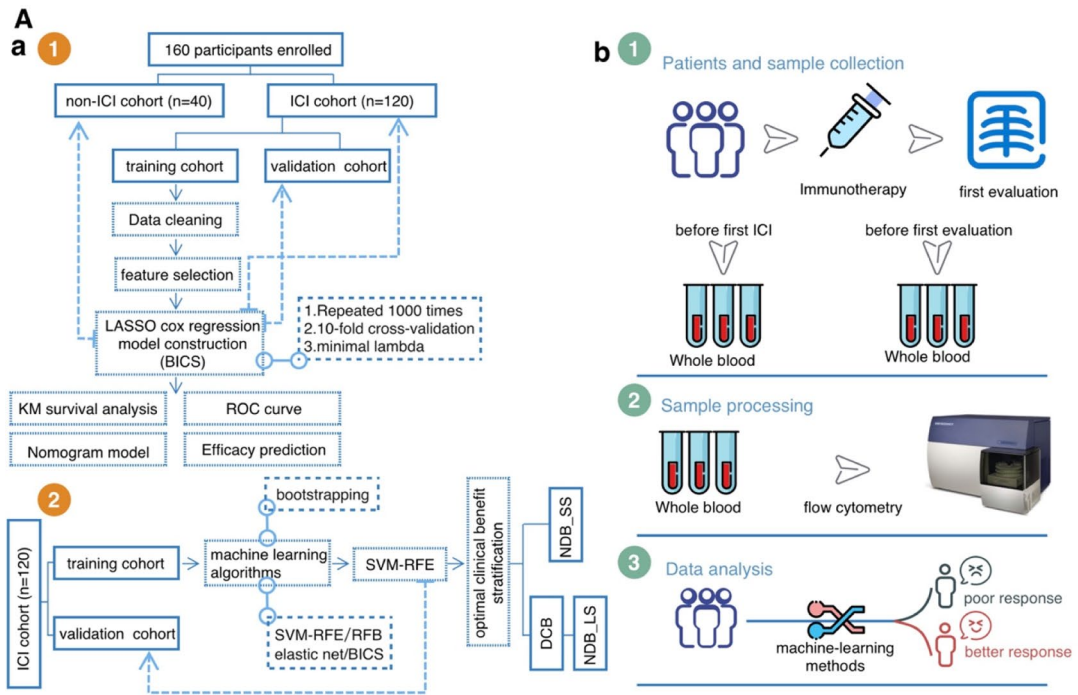 A
a
1
160 participants enrolled
non-ICI cohort (n=40)
ICI cohort (n=120)
training cohort
validation cohort
Data cleaning
feature selection
LASSO cox regression
model construction
(BICS)
1.Repeated 1000 times
2.10-fold cross-validation
3.minimal lambda
KM survival analysis
ROC curve
Nomogram model
Efficacy prediction
2
ICI cohort (n=120)
training cohort
validation cohort
bootstrapping
machine learning
algorithms
SVM-RFE/RFB
elastic net/BICS
SVM-RFE
optimal clinical benefit
stratification
NDB_SS
DCB
NDB_LS
b
1
Patients and sample collection
Immunotherapy
first evaluation
before first ICI
before first evaluation
Whole blood
Whole blood
2
Sample processing
Whole blood
flow cytometry
3
Data analysis
machine-learning
methods
poor response
better response